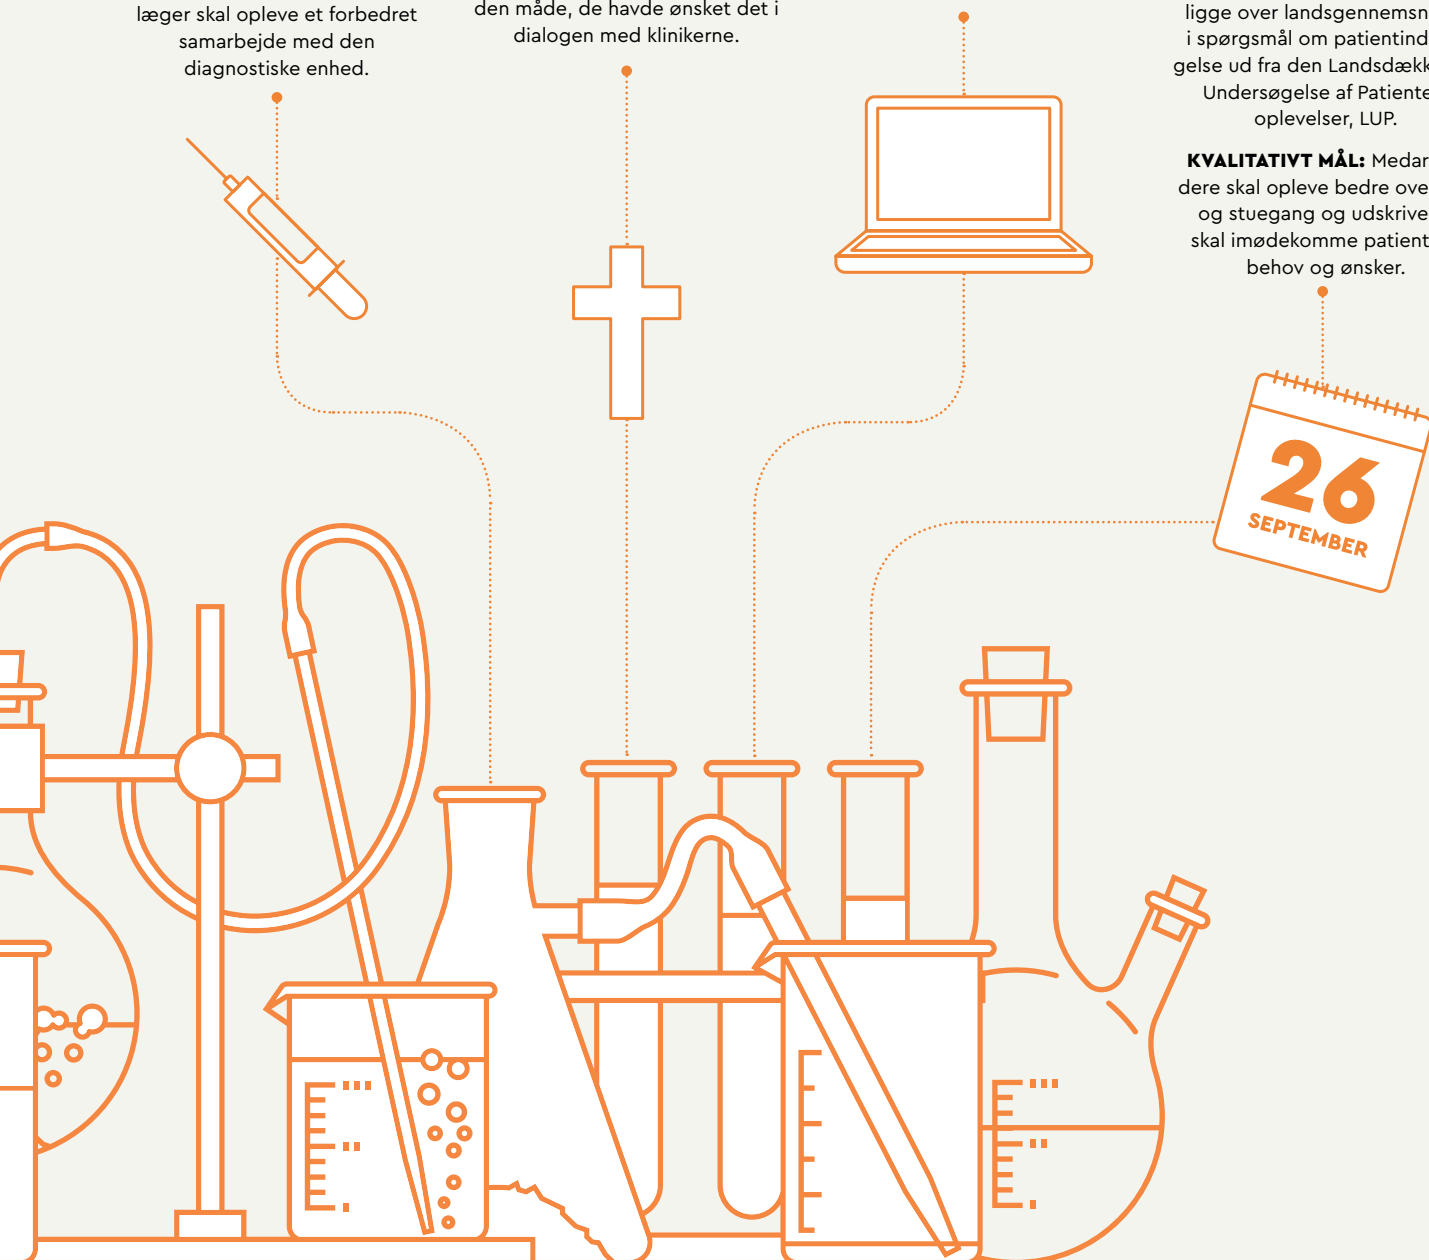 læger skal opleve et forbedret
samarbejde med den
diagnostiske enhed.
den måde, de havde ønsket det i
dialogen med klinikerne.
ligge over landsgennemsn
i spørgsmål om patientind
gelse ud fra den Landsdækk
Undersøgelse af Patiente
oplevelser, LUP.
KVALITATIVT MÅL: Medar
dere skal opleve bedre ove
og stuegang og udskrive
skal imødekomme patient
behov og ønsker.
26
SEPTEMBER